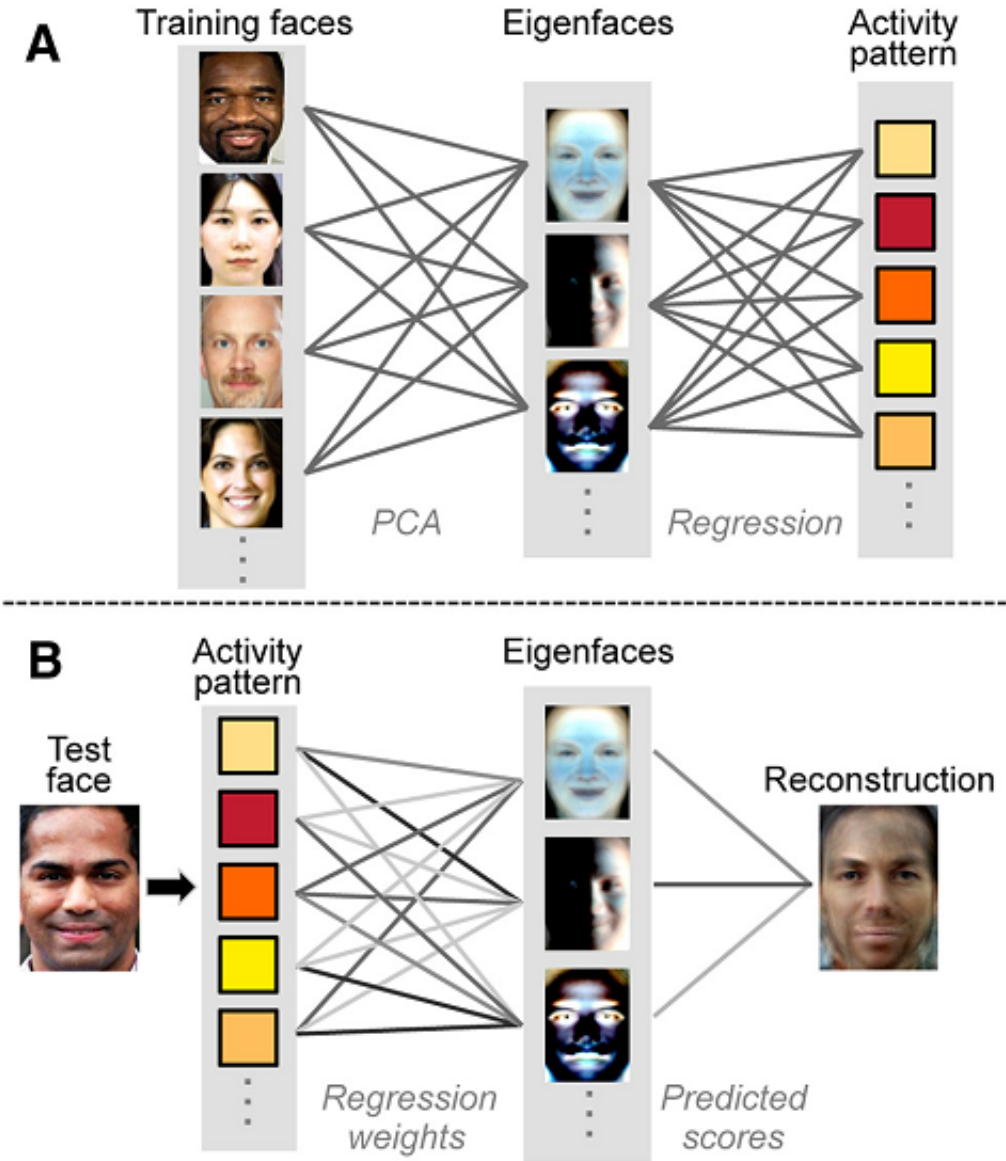 A
Training faces
Eigenfaces
Activity
pattern
PCA
Regression
B
Activity
pattern
Eigenfaces
Test
face
Reconstruction
Regression
weights
Predicted
scores